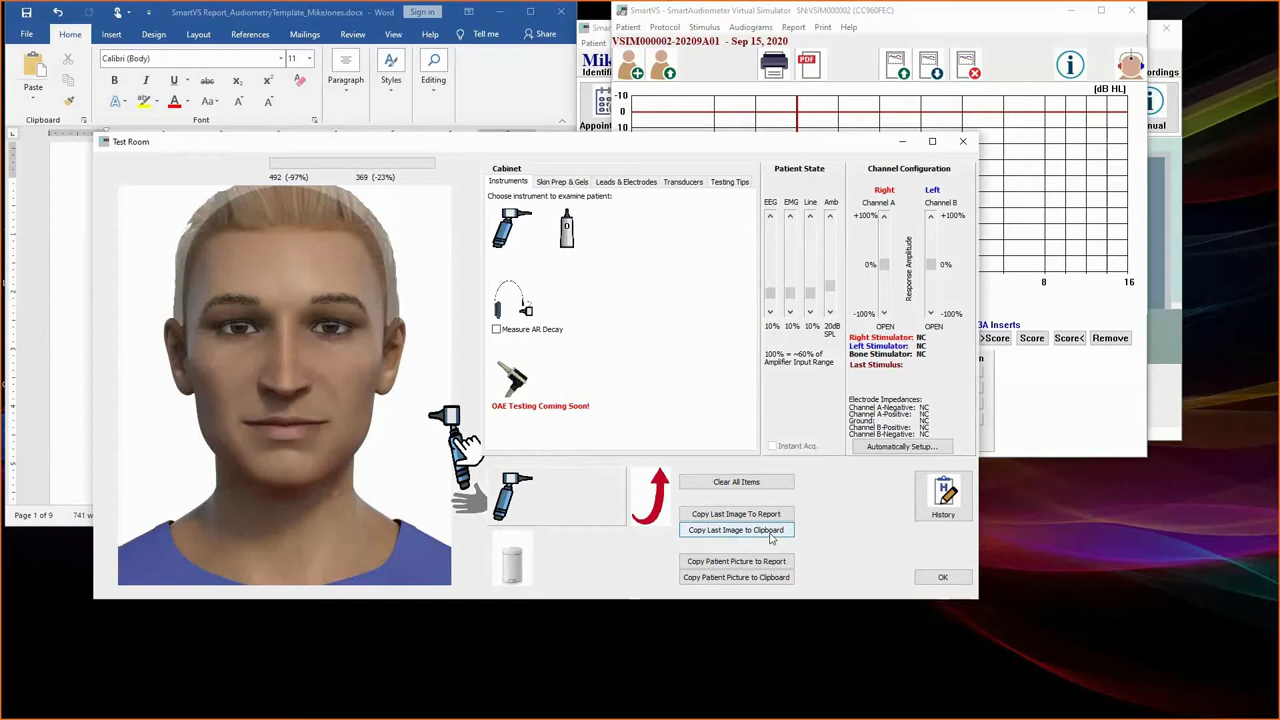 SmartVS Report_AudiometryTemplate_MikeJones.docx - Word
Sign in
File Home Insert Design Layout References Mailings Review View Help Tell me Share
Calibri (Body) 11
Paste
Paragraph
Styles
Editing
Clipboard
Font
Page 1 of 9
SmartVS - SmartAudiometer Virtual Simulator SN:VSIM000002 (CC960FEC)
Patient Protocol Stimulus Audiograms Report Print Help
VSIM000002-20209A01 - Sep 15, 2020
PDF
-10
0
10
[dB HL]
8
16
3A Inserts
>Score Score Score< Remove
Patient
Identifi
Appoint
Test Room
492 (-97%) 369 (-23%)
Cabinet
Instruments Skin Prep & Gels Leads & Electrodes Transducers Testing Tips
Choose instrument to examine patient:
Measure AR Decay
OAE Testing Coming Soon!
Patient State
EEG EMG Line Amb
10% 10% 10% 20dB
SPL
100% = ~60% of
Amplifier Input Range
Instant Acq.
Channel Configuration
Right Left
Channel A Channel B
+100% +100%
0% 0%
Response Amplitude
-100% -100%
OPEN OPEN
Right Stimulator: NC
Left Stimulator: NC
Bone Stimulator: NC
Last Stimulus:
Electrode Impedances:
Channel A-Negative: NC
Channel A-Positive: NC
Ground: NC
Channel B-Positive: NC
Channel B-Negative: NC
Automatically Setup...
Clear All Items
Copy Last Image To Report
Copy Last Image to Clipboard
Copy Patient Picture to Report
Copy Patient Picture to Clipboard
H
History
OK